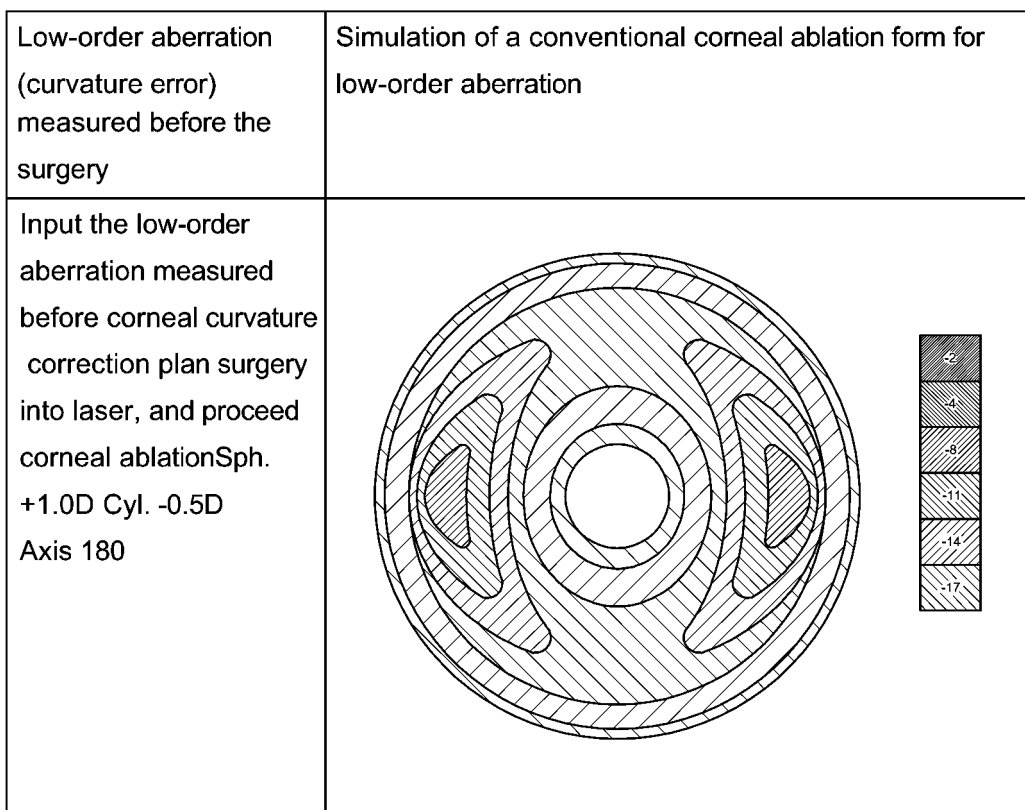 Low-order aberration
(curvature error)
measured before the
surgery
Simulation of a conventional corneal ablation form for
low-order aberration
Input the low-order
aberration measured
before corneal curvature
correction plan surgery
into laser, and proceed
corneal ablationSph.
+1.0D Cyl. -0.5D
Axis 180
-2
-4
-8
-11
-14
-17